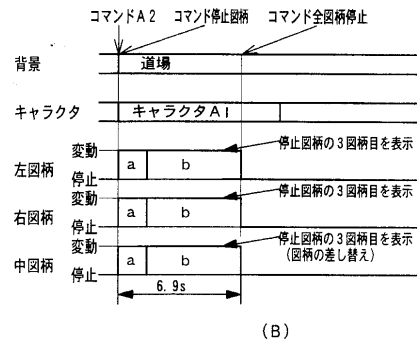 コマンドA2 コマンド停止図柄 コマンド全図柄停止
背景 道場
キャラクタ キャラクタA1
停止図柄の3図柄目を表示
変動
左図柄 a b
停止
停止図柄の3図柄目を表示
変動
右図柄 a b
停止
停止図柄の3図柄目を表示
(図柄の差し替え)
変動
中図柄 a b
停止
6.9s
(B)